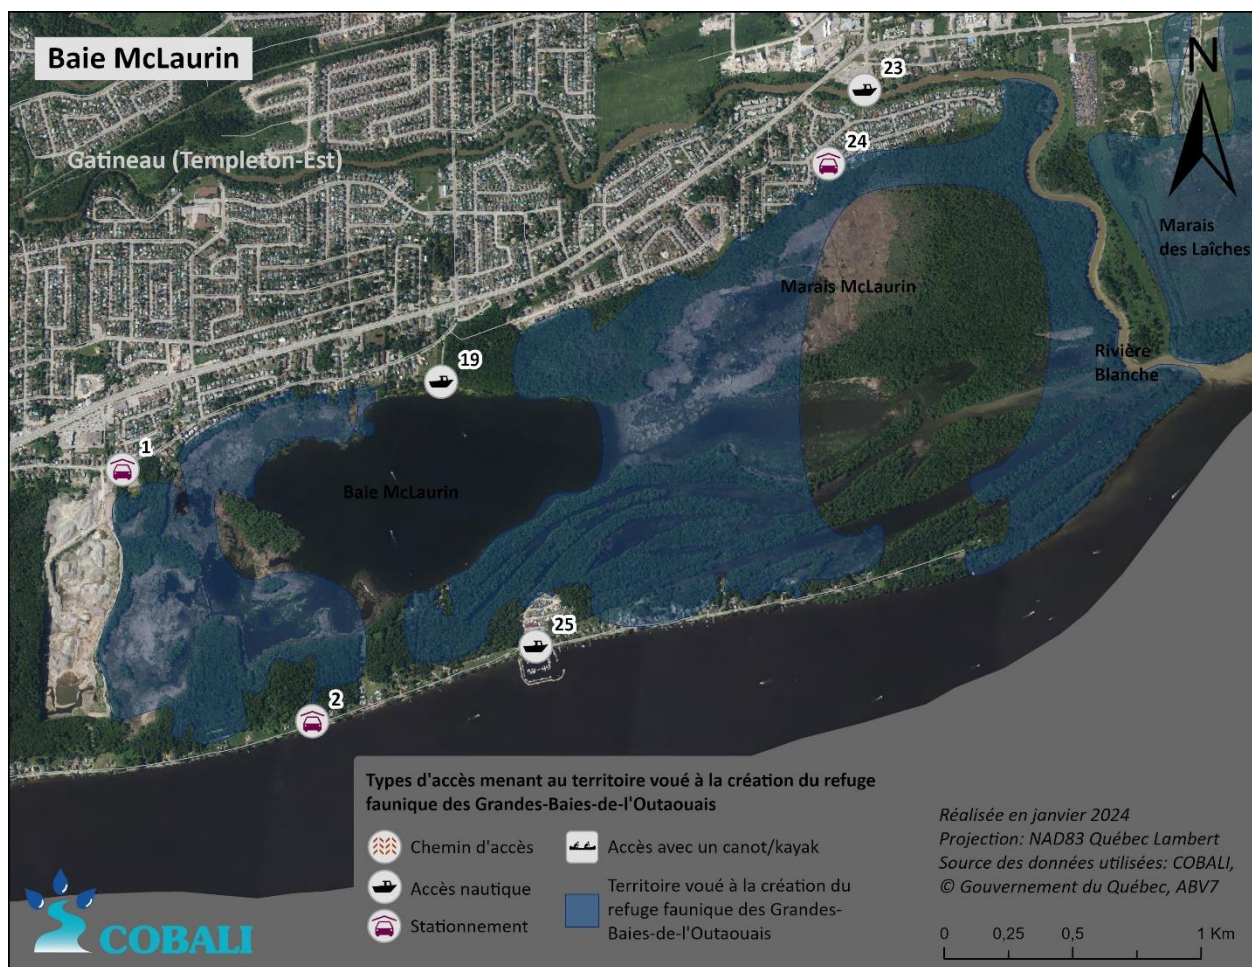 Baie McLaurin
N
23
24
Gatineau (Templeton-Est)
Marais
des Laîches
Marais McLaurin
19
Rivière
Blanche
1
Baie McLaurin
25
2
Types d'accès menant au territoire voué à la création du refuge
faunique des Grandes-Baies-de-l'Outaouais
Chemin d'accès
Accès nautique
Stationnement
Accès avec un canot/kayak
Territoire voué à la création du
refuge faunique des Grandes-
Baies-de-l'Outaouais
Réalisée en janvier 2024
Projection: NAD83 Québec Lambert
Source des données utilisées: COBALI,
© Gouvernement du Québec, ABV7
0 0,25 0,5 1 Km
COBALI